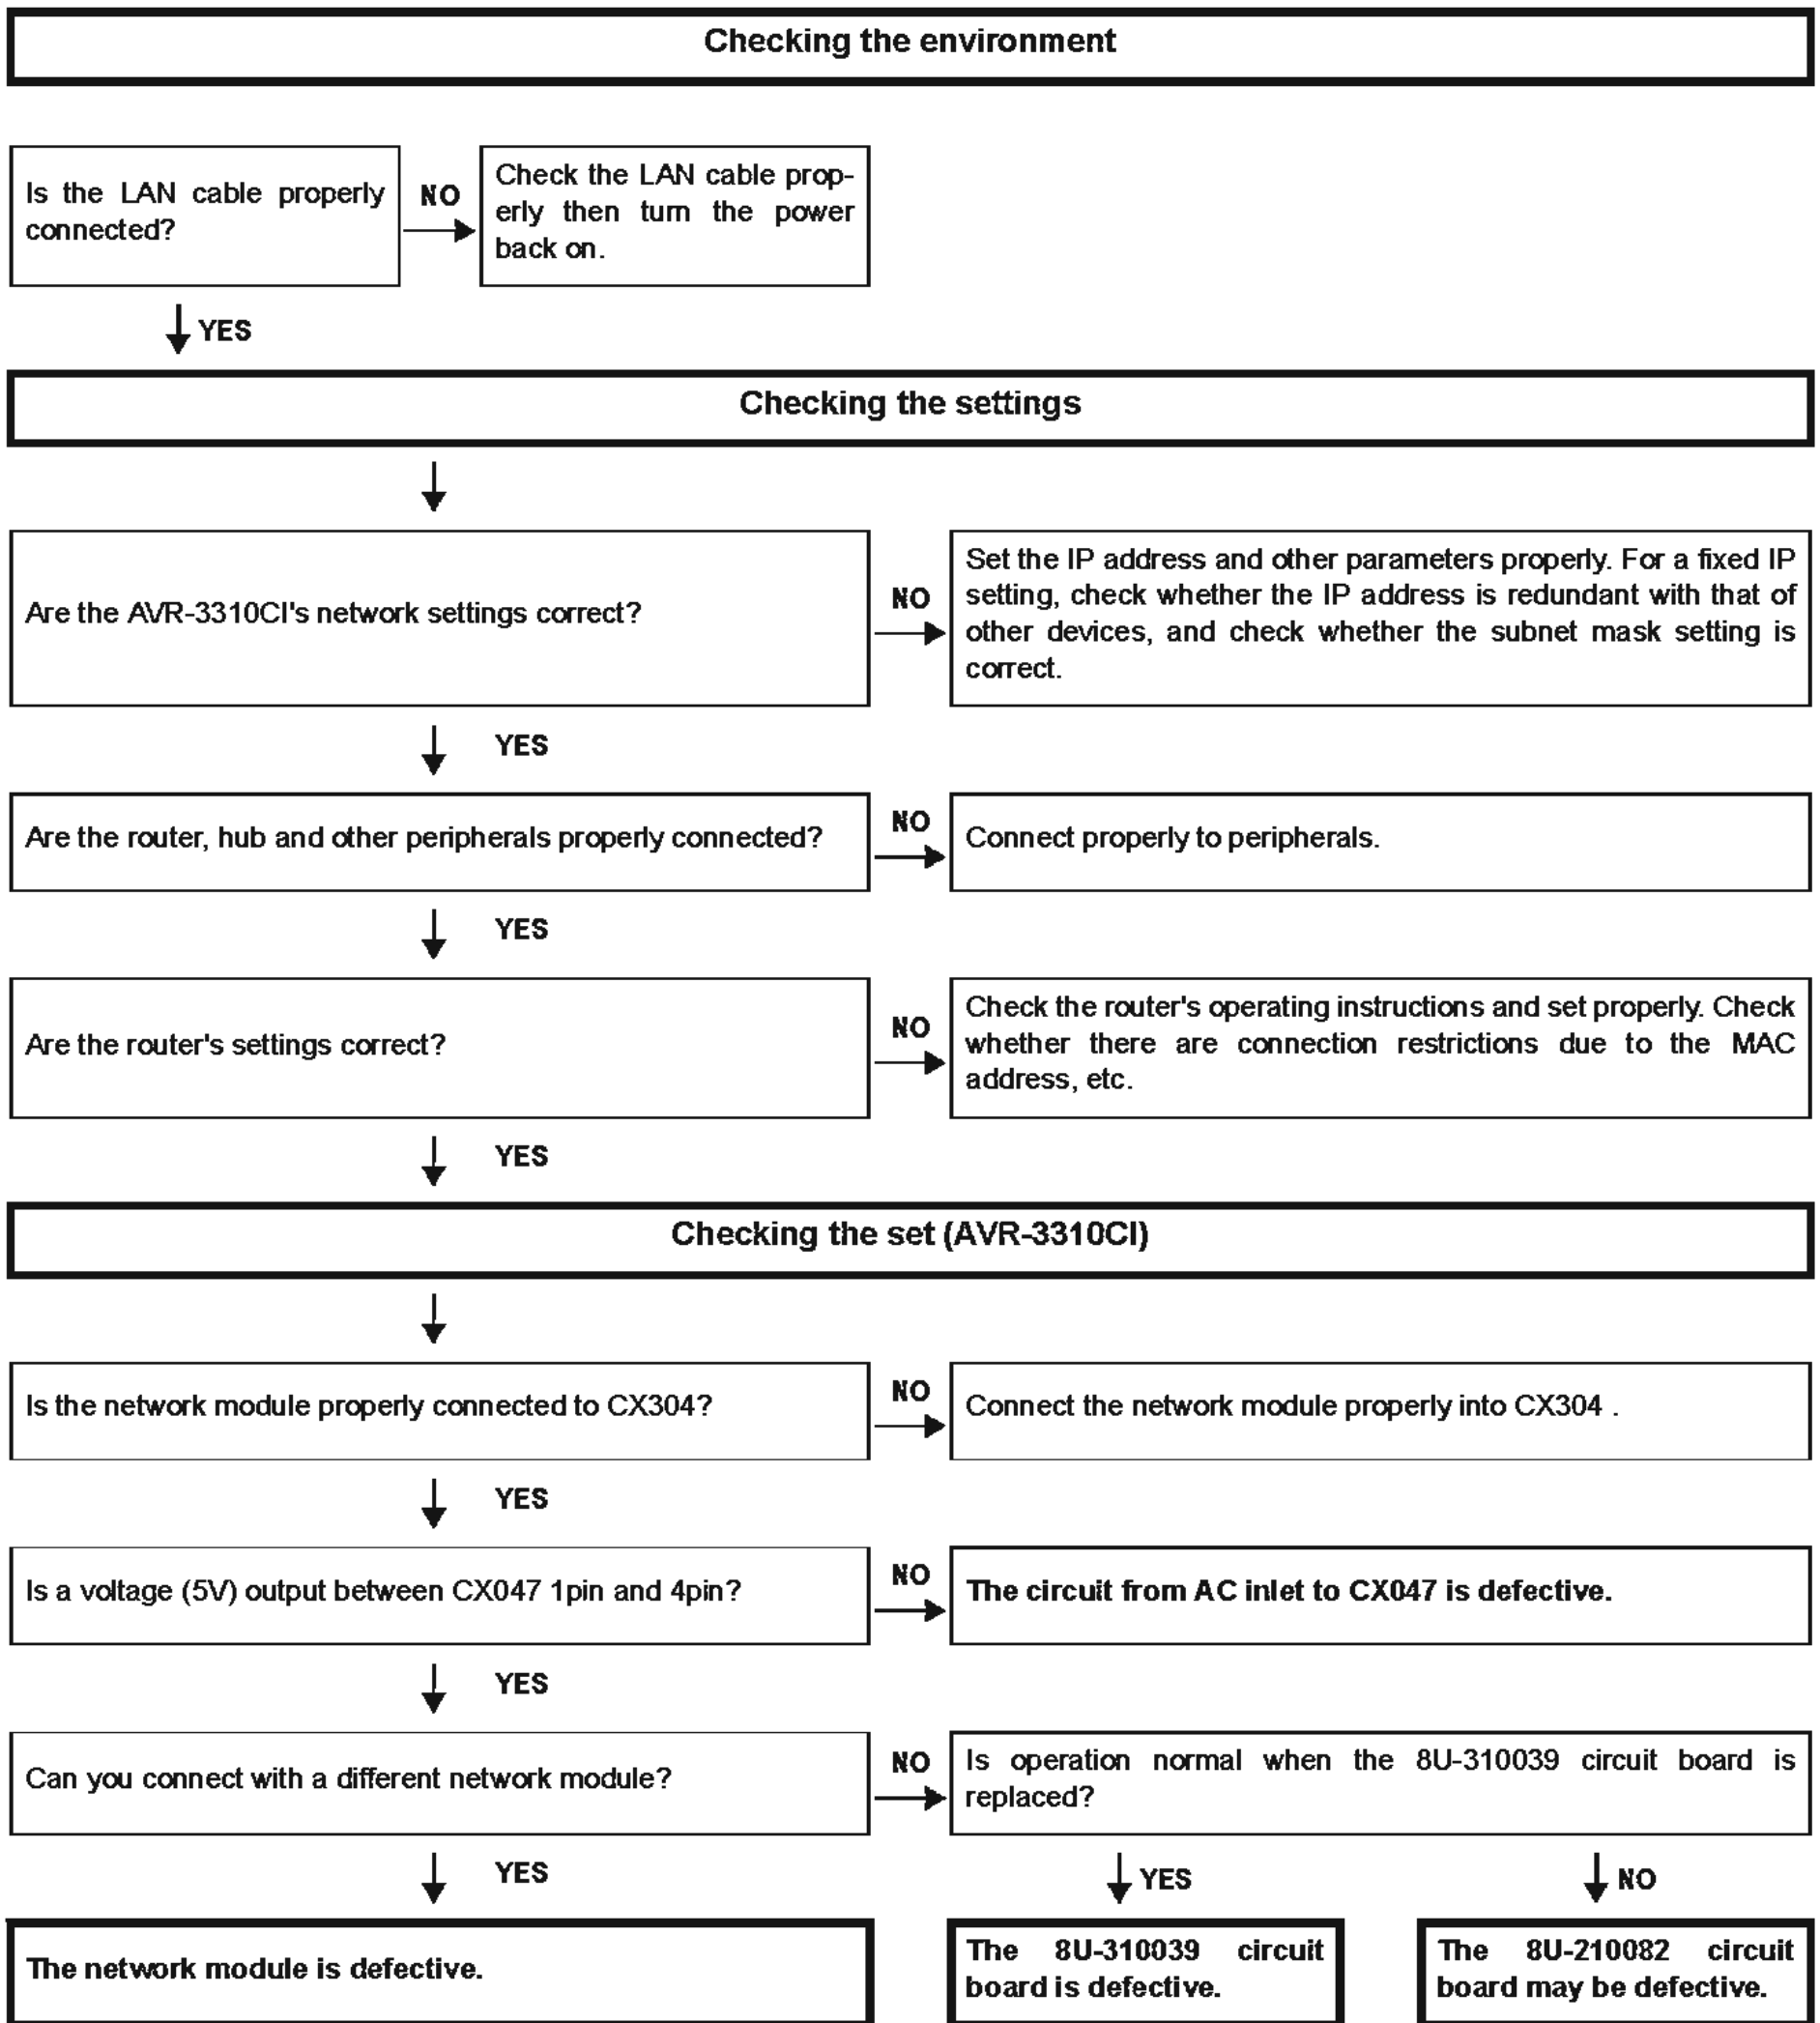 Checking the environment
Is the LAN cable properly
connected?
NO
Check the LAN cable prop-
erly then turn the power
back on.
YES
Checking the settings
Are the AVR-3310CI's network settings correct?
NO
Set the IP address and other parameters properly. For a fixed IP
setting, check whether the IP address is redundant with that of
other devices, and check whether the subnet mask setting is
correct.
YES
Are the router, hub and other peripherals properly connected?
NO
Connect properly to peripherals.
YES
Are the router's settings correct?
NO
Check the router's operating instructions and set properly. Check
whether there are connection restrictions due to the MAC
address, etc.
YES
Checking the set (AVR-3310CI)
Is the network module properly connected to CX304?
NO
Connect the network module properly into CX304 .
YES
Is a voltage (5V) output between CX047 1pin and 4pin?
NO
The circuit from AC inlet to CX047 is defective.
YES
Can you connect with a different network module?
NO
Is operation normal when the 8U-310039 circuit board is
replaced?
YES
YES
NO
The network module is defective.
The 8U-310039 circuit
board is defective.
The 8U-210082 circuit
board may be defective.